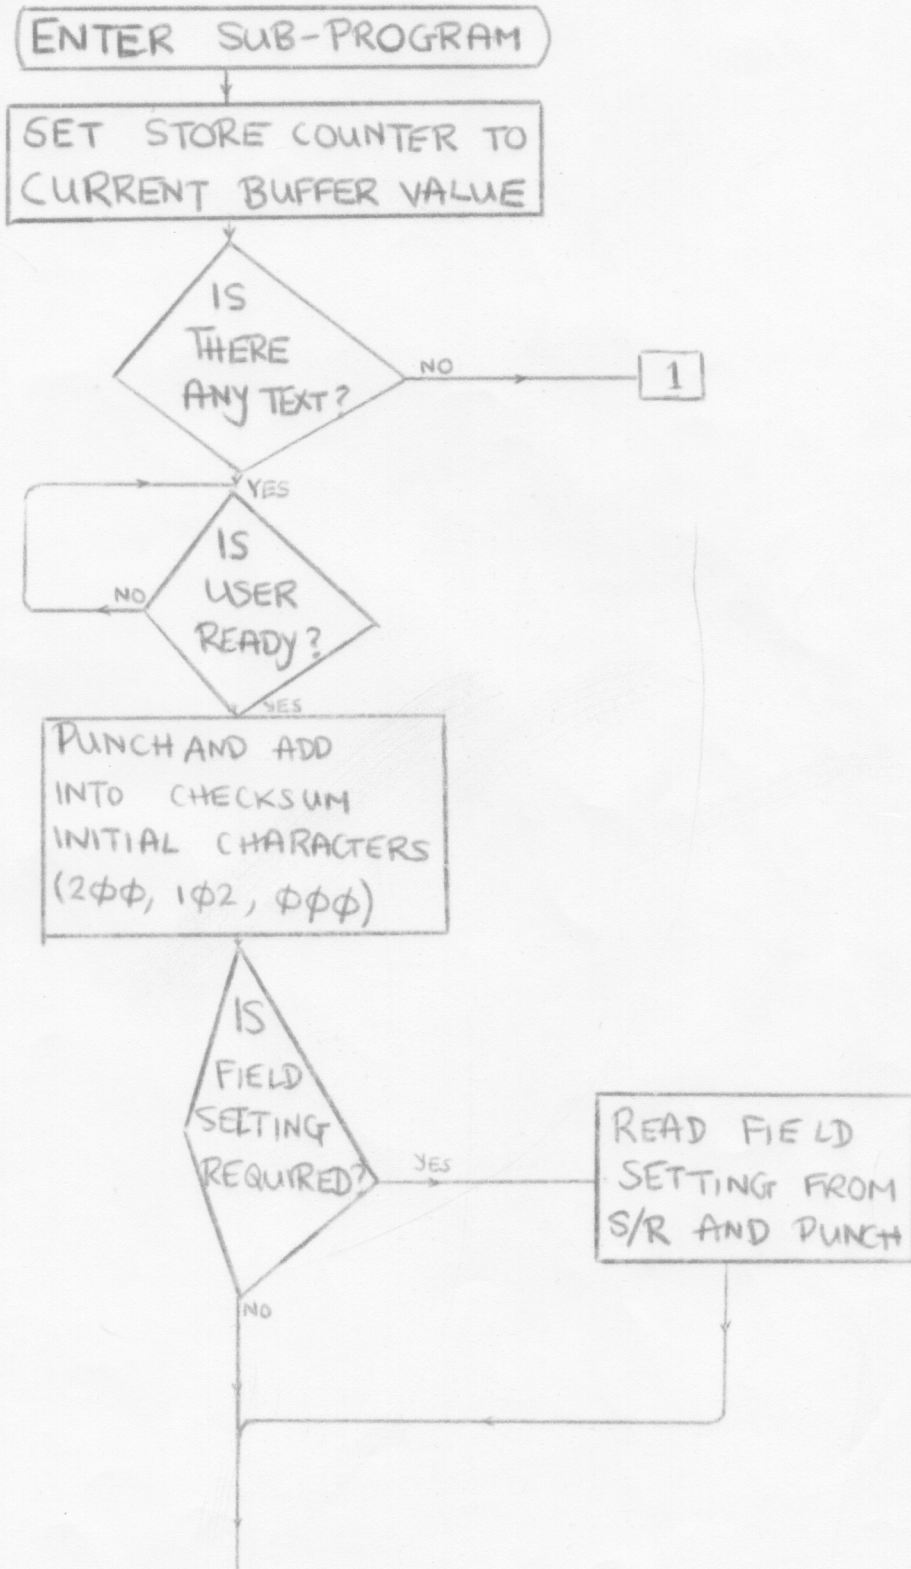 ENTER SUB-PROGRAM
SET STORE COUNTER TO
CURRENT BUFFER VALUE
IS
THERE
ANY TEXT?
NO
1
YES
IS
USER
READY?
NO
YES
PUNCH AND ADD
INTO CHECKSUM
INITIAL CHARACTERS
(2φφ, 1φ2, φφφ)
IS
FIELD
SETTING
REQUIRED?
YES
READ FIELD
SETTING FROM
S/R AND PUNCH
NO